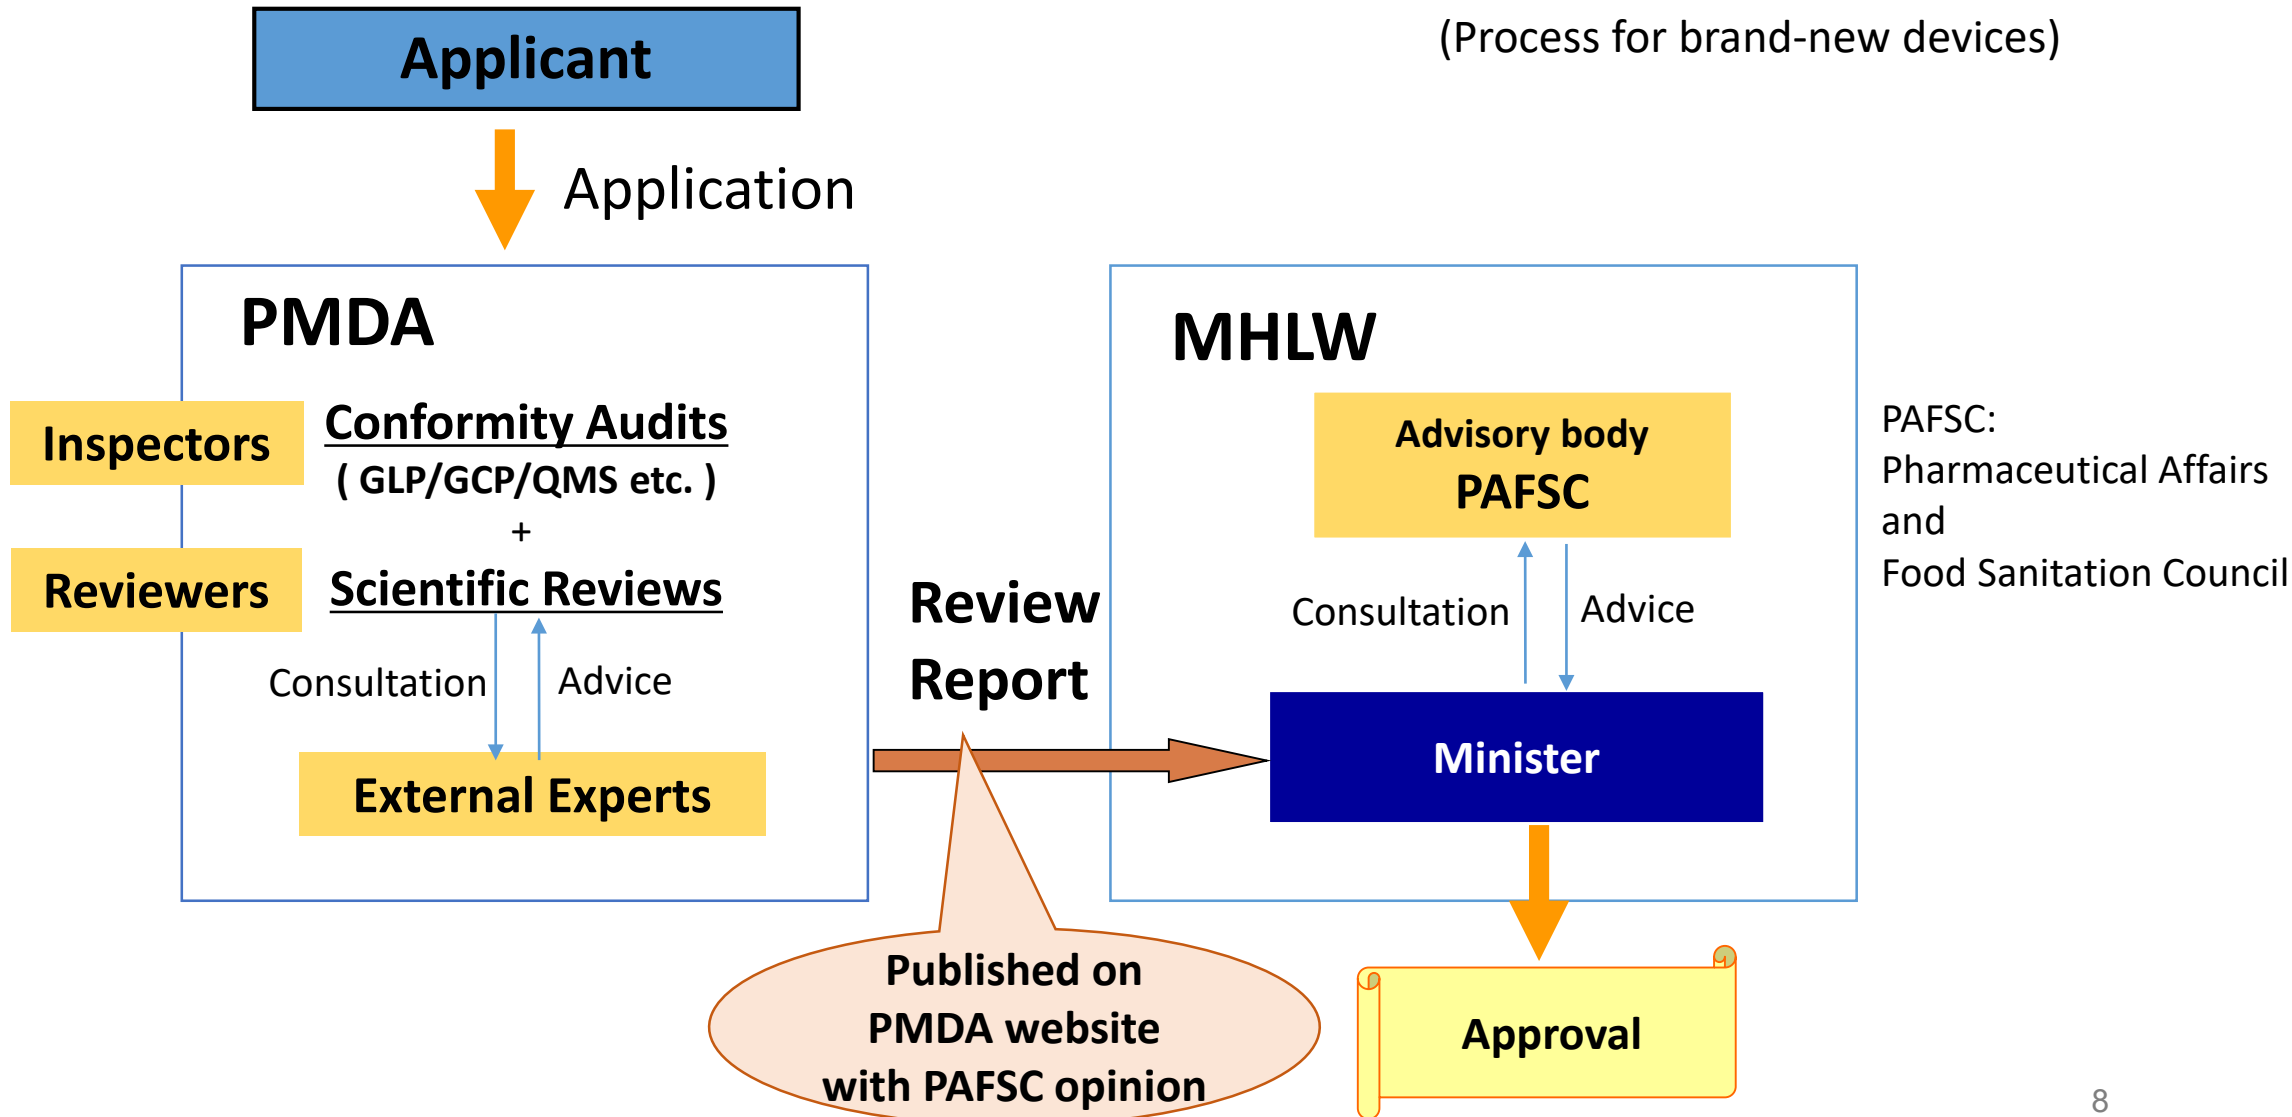 (Process for brand-new devices)
Applicant
Application
PMDA
Inspectors
Conformity Audits
( GLP/GCP/QMS etc. )
+
Reviewers
Scientific Reviews
Consultation
Advice
External Experts
Review
Report
Published on
PMDA website
with PAFSC opinion
MHLW
Advisory body
PAFSC
Consultation
Advice
Minister
Approval
PAFSC:
Pharmaceutical Affairs
and
Food Sanitation Council
8